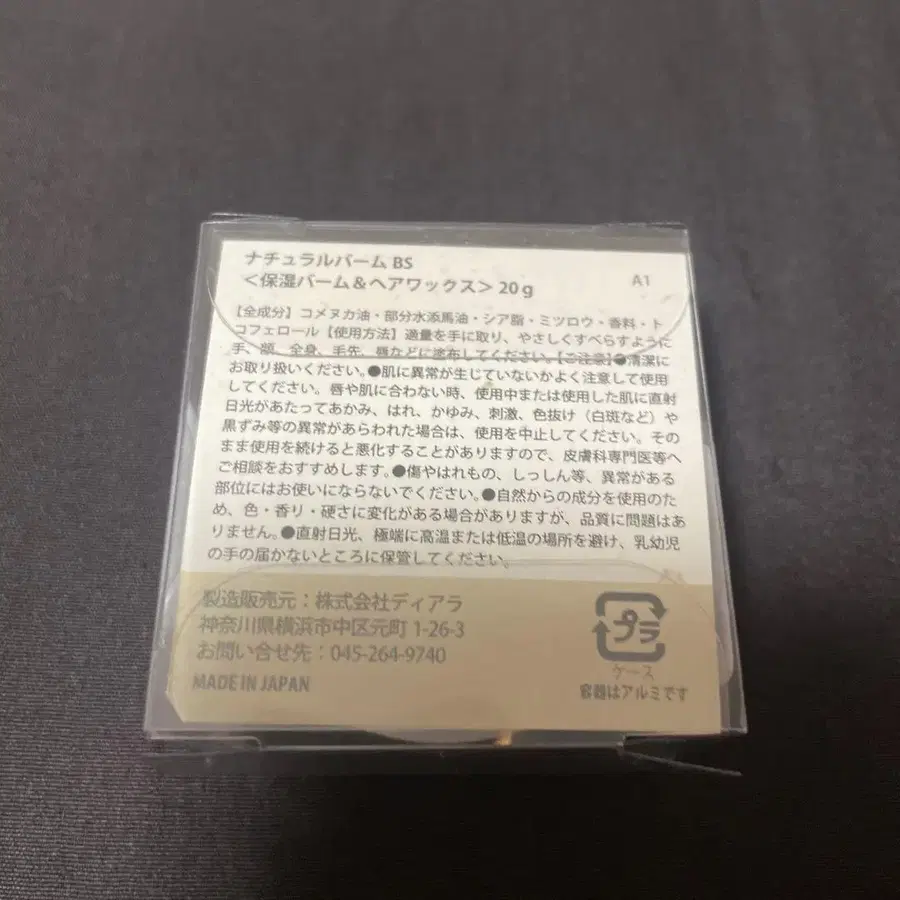 ナチュラルバーム BS
＜保湿バーム＆ヘアワックス＞20g
A1
【全成分】コメヌカ油・部分水添馬油・シア脂・ミツロウ・香料・ト
コフェロール【使用方法】適量を手に取り、やさしくすべらすように
手、顔、全身、毛先、唇などに塗布してください。【ご注意】●清潔に
お取り扱いください。●肌に異常が生じていないかよく注意して使用
してください。唇や肌に合わない時、使用中または使用した肌に直射
日光があたってあかみ、はれ、かゆみ、刺激、色抜け（白斑など）や
黒ずみ等の異常があらわれた場合は、使用を中止してください。その
まま使用を続けると悪化することがありますので、皮膚科専門医等へ
ご相談をおすすめします。●傷やはれもの、しっしん等、異常がある
部位にはお使いにならないでください。●自然からの成分を使用のた
め、色・香り・硬さに変化がある場合がありますが、品質に問題はあ
りません。●直射日光、極端に高温または低温の場所を避け、乳幼児
の手の届かないところに保管してください。
製造販売元：株式会社ディアラ
神奈川県横浜市中区元町 1-26-3
お問い合せ先：045-264-9740
MADE IN JAPAN
プラ
ケース
容器はアルミです